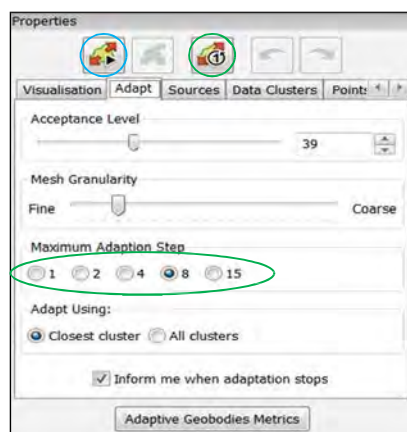 Properties
Visualisation Adapt Sources Data Clusters Points
Acceptance Level
39
Mesh Granularity
Fine Coarse
Maximum Adaption Step
1 2 4 8 15
Adapt Using:
Closest cluster All clusters
Inform me when adaptation stops
Adaptive Geobodies Metrics